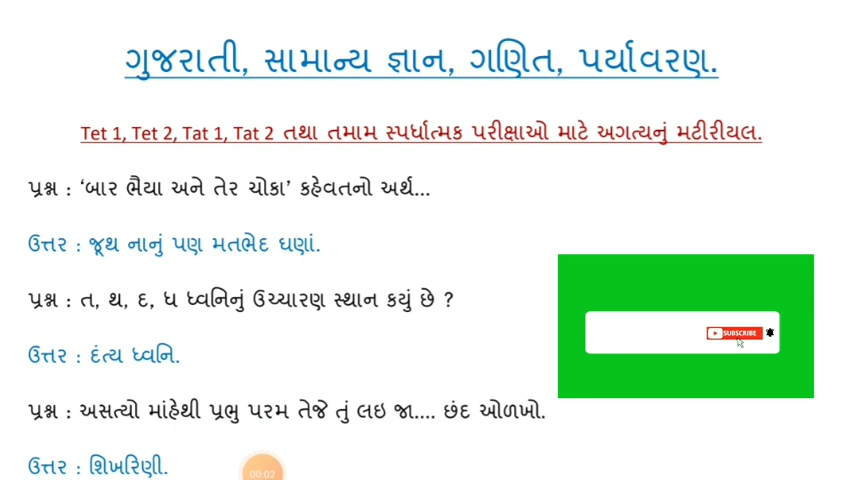 ગુજરાતી, સામાન્ય જ્ઞાન, ગણિત, પર્યાવરણ.
Tet 1, Tet 2, Tat 1, Tat 2 તથા તમામ સ્પર્ધાત્મક પરીક્ષાઓ માટે અગત્યનું મટીરીયલ.
પ્રશ્ન : ‘બાર ભૈયા અને તેર ચોકા’ કહેવતનો અર્થ...
ઉત્તર : જૂથ નાનું પણ મતભેદ ઘણાં.
પ્રશ્ન : ત, થ, દ, ધ ધ્વનિનું ઉચ્ચારણ સ્થાન કયું છે ?
SUBSCRIBE
ઉત્તર : દંત્ય ધ્વનિ.
પ્રશ્ન : અસત્યો માંહેથી પ્રભુ પરમ તેજે તું લઇ જા.... છંદ ઓળખો.
ઉત્તર : શિખરિણી.
00:02